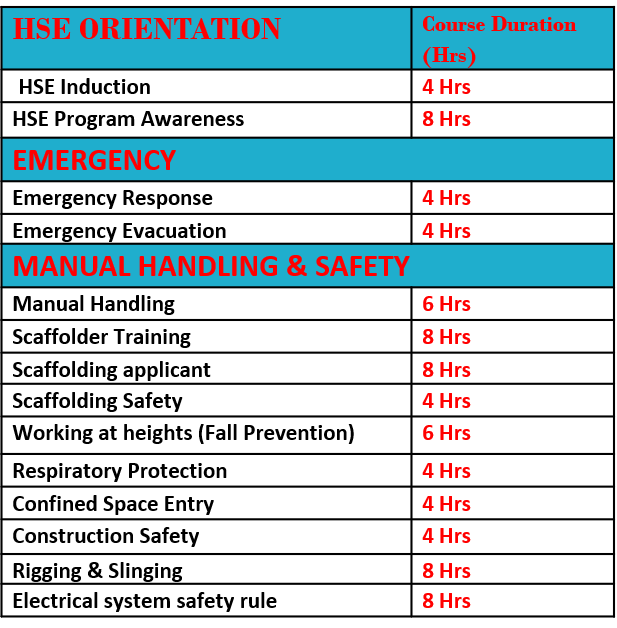 HSE ORIENTATION Course Duration
(Hrs)
HSE Induction 4 Hrs
HSE Program Awareness 8 Hrs
EMERGENCY
Emergency Response 4 Hrs
Emergency Evacuation 4 Hrs
MANUAL HANDLING & SAFETY
Manual Handling 6 Hrs
Scaffolder Training 8 Hrs
Scaffolding applicant 8 Hrs
Scaffolding Safety 4 Hrs
Working at heights (Fall Prevention) 6 Hrs
Respiratory Protection 4 Hrs
Confined Space Entry 4 Hrs
Construction Safety 4 Hrs
Rigging & Slinging 8 Hrs
Electrical system safety rule 8 Hrs